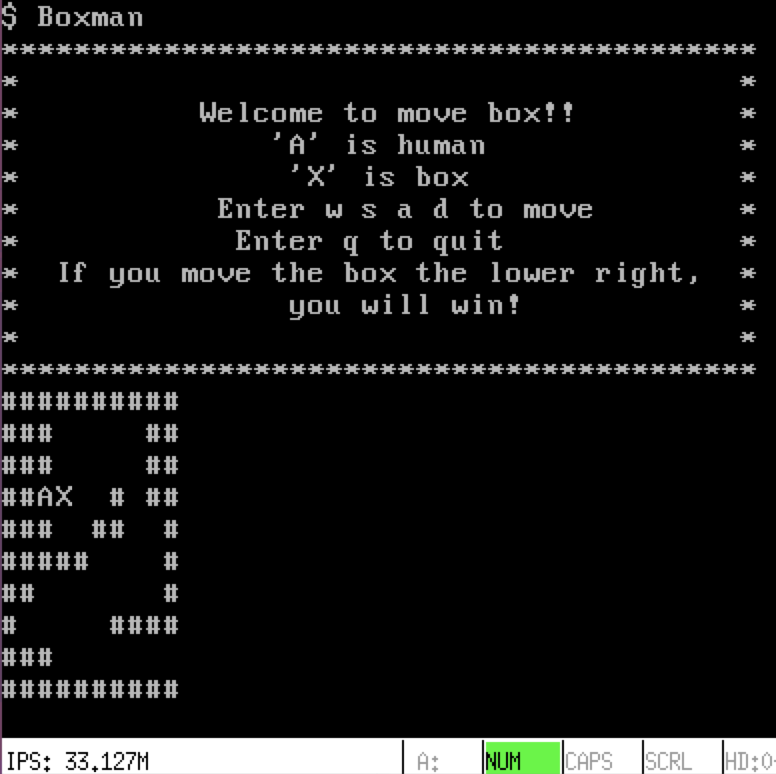 $ Boxman
******************************************
*                                        *
*          Welcome to move box!!         *
*              'A' is human              *
*               'X' is box               *
*           Enter w s a d to move        *
*            Enter q to quit             *
*  If you move the box the lower right,  *
*               you will win!            *
*                                        *
******************************************
##########
###     ##
###     ##
##AX  # ##
###  ##  #
#####    #
##       #
#     ####
###
##########
IPS: 33.127M A: NUM CAPS SCRL HD:0